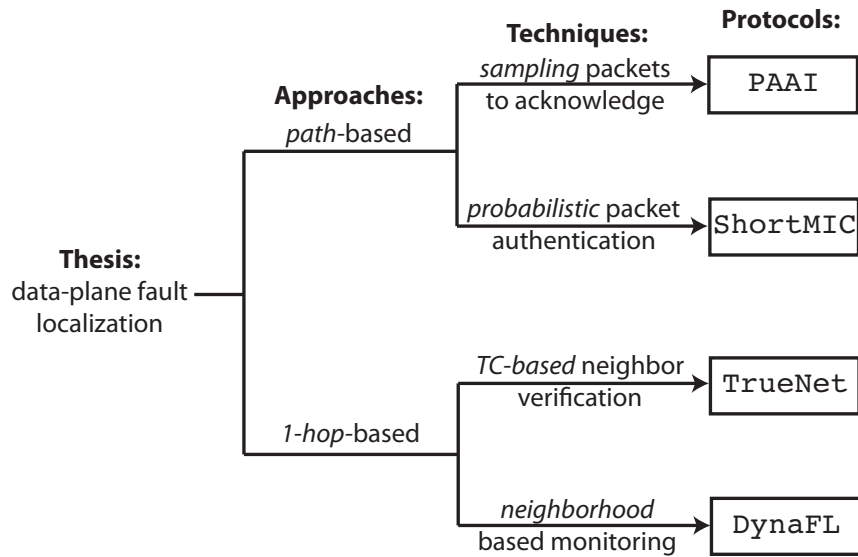 Thesis:
data-plane fault
localization
Approaches:
path-based
1-hop-based
Techniques:
sampling packets
to acknowledge
probabilistic packet
authentication
TC-based neighbor
verification
neighborhood
based monitoring
Protocols:
PAAI
ShortMIC
TrueNet
DynaFL